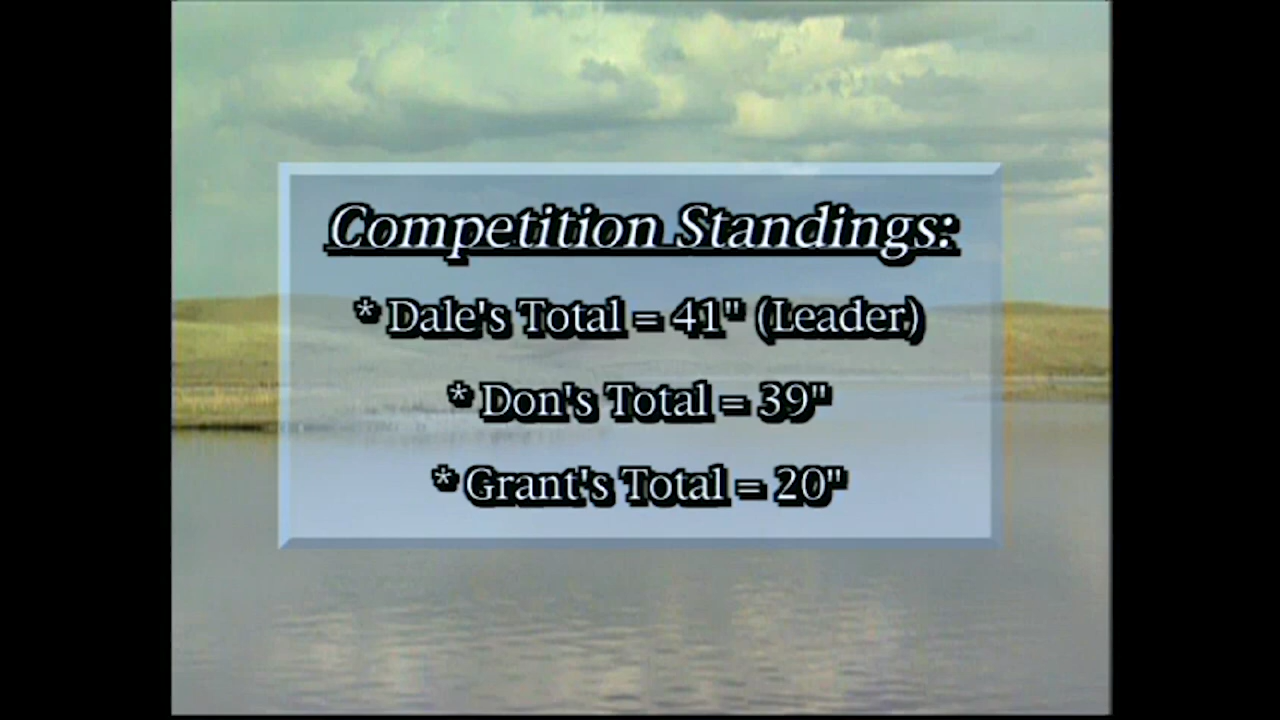 Competition Standings:
* Dale's Total = 41" (Leader)
* Don's Total = 39"
* Grant's Total = 20"